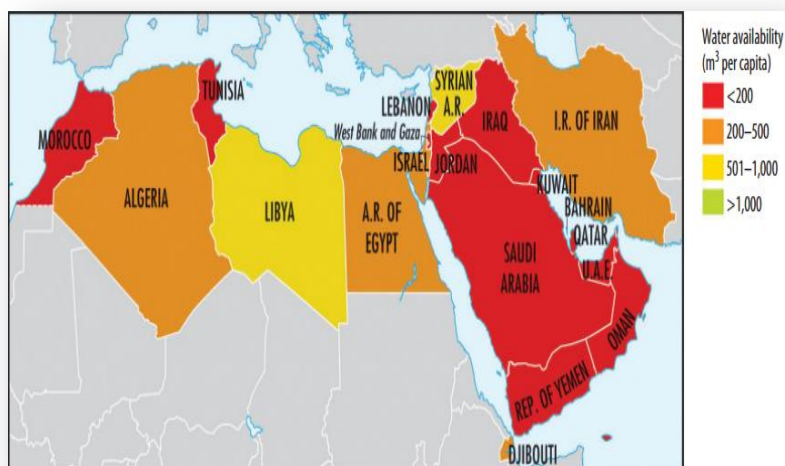 Water availability
(m³ per capita)
<200
200–500
501–1,000
>1,000
TUNISIA
MOROCCO
ALGERIA
LIBYA
A.R. OF
EGYPT
SYRIAN
A.R.
LEBANON
West Bank and Gaza
ISRAEL
JORDAN
IRAQ
I.R. OF IRAN
KUWAIT
BAHRAIN
QATAR
U.A.E.
SAUDI
ARABIA
OMAN
REP. OF YEMEN
DJIBOUTI